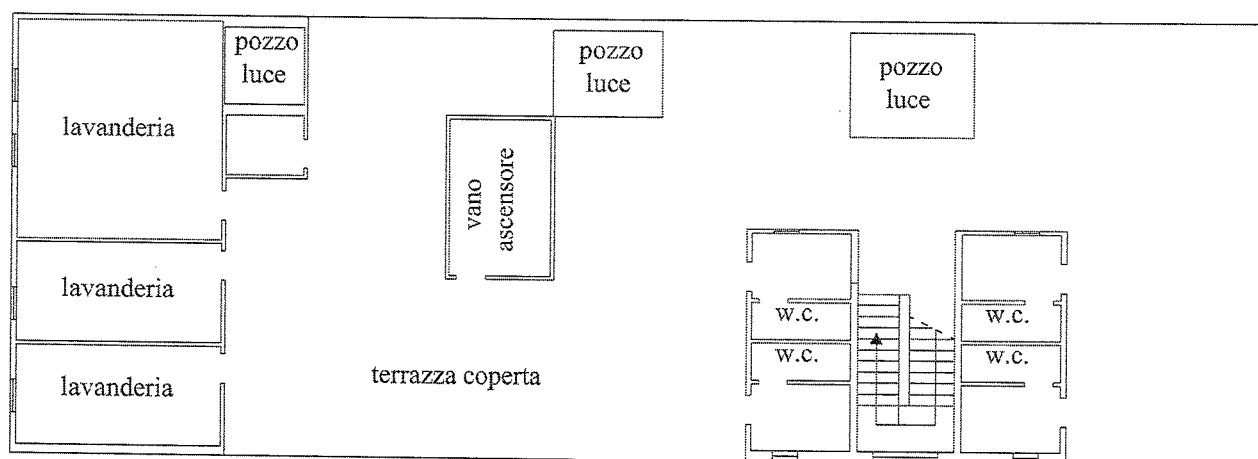 pozzo
luce
pozzo
luce
pozzo
luce
lavanderia
vano
ascensore
lavanderia
w.c.
w.c.
w.c.
w.c.
lavanderia
terrazza coperta